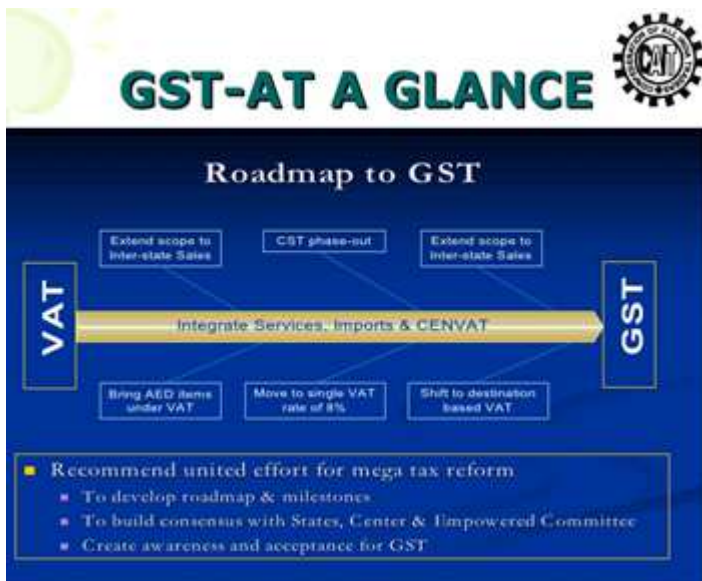 GST-AT A GLANCE
CAIT
Roadmap to GST
Extend scope to
Inter-state Sales
CST phase-out
Extend scope to
Inter-state Sales
VAT
Integrate Services, Imports & CENVAT
GST
Bring AED items
under VAT
Move to single VAT
rate of 8%
Shift to destination
based VAT
Recommend united effort for mega tax reform
To develop roadmap & milestones
To build consensus with States, Center & Empowered Committee
Create awareness and acceptance for GST